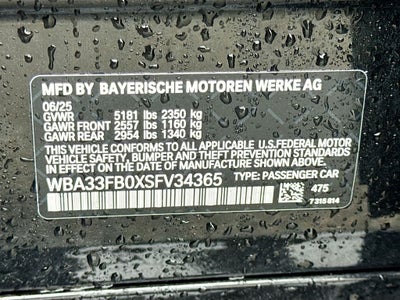 MFD BY BAYERISCHE MOTOREN WERKE AG
06/25
GVWR 5181 lbs 2350 kg
GAWR FRONT 2557 lbs 1160 kg
GAWR REAR 2954 lbs 1340 kg
THIS VEHICLE CONFORMS TO ALL APPLICABLE U.S.FEDERAL MOTOR
VEHICLE SAFETY, BUMPER, AND THEFT PREVENTION STANDARDS
IN EFFECT ON THE DATE OF MANUFACTURE SHOWN ABOVE.
WBA33FB0XSFV34365 TYPE: PASSENGER CAR
475
7315814